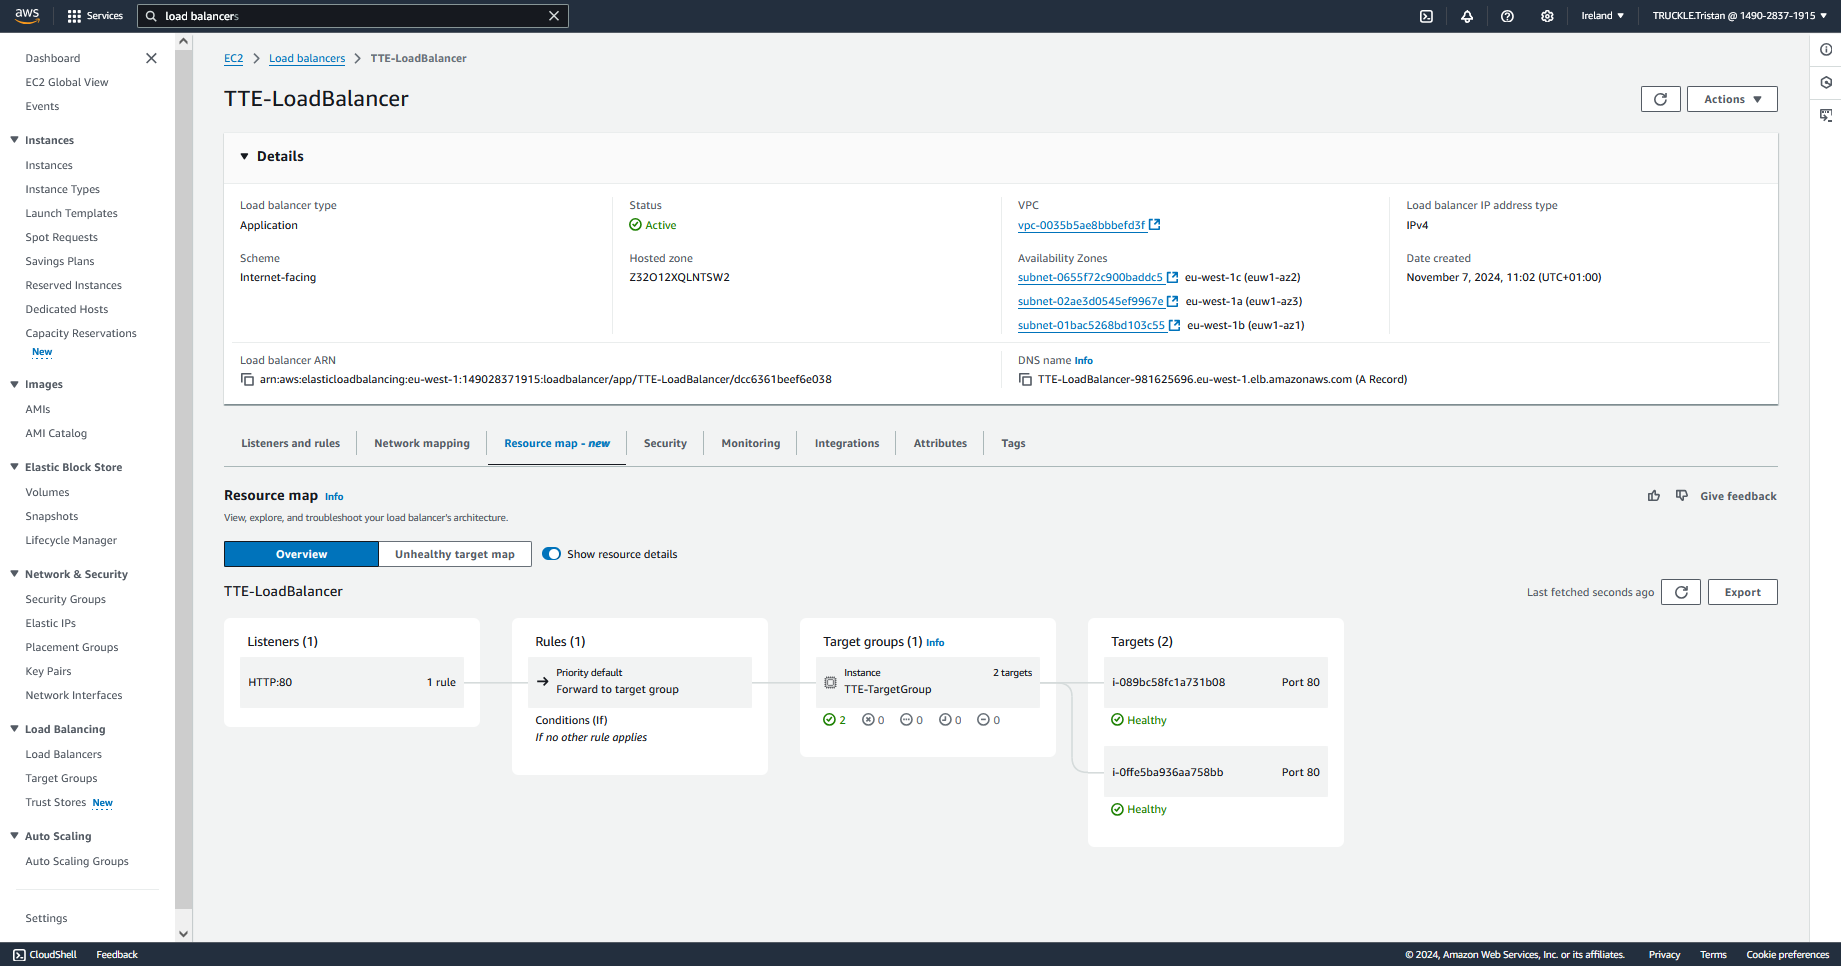 aws
Services
load balancers
Ireland ▼
TRUCKLE.Tristan @ 1490-2837-1915 ▼
Dashboard
EC2 Global View
Events
Instances
Instances
Instance Types
Launch Templates
Spot Requests
Savings Plans
Reserved Instances
Dedicated Hosts
Capacity Reservations
New
Images
AMIs
AMI Catalog
Elastic Block Store
Volumes
Snapshots
Lifecycle Manager
Network & Security
Security Groups
Elastic IPs
Placement Groups
Key Pairs
Network Interfaces
Load Balancing
Load Balancers
Target Groups
Trust Stores New
Auto Scaling
Auto Scaling Groups
Settings
EC2 > Load balancers > TTE-LoadBalancer
TTE-LoadBalancer
Actions ▼
Details
Load balancer type
Application
Status
Active
VPC
vpc-0035b5ae8bbbefd3f
Load balancer IP address type
IPv4
Scheme
Internet-facing
Hosted zone
Z32O12XQLNTSW2
Availability Zones
subnet-0655f72c900baddc5 eu-west-1c (euw1-az2)
subnet-02ae3d0545ef9967e eu-west-1a (euw1-az3)
subnet-01bac5268bd103c55 eu-west-1b (euw1-az1)
Date created
November 7, 2024, 11:02 (UTC+01:00)
Load balancer ARN
arn:aws:elasticloadbalancing:eu-west-1:149028371915:loadbalancer/app/TTE-LoadBalancer/dcc6361beef6e038
DNS name Info
TTE-LoadBalancer-981625696.eu-west-1.elb.amazonaws.com (A Record)
Listeners and rules
Network mapping
Resource map - new
Security
Monitoring
Integrations
Attributes
Tags
Resource map Info
Give feedback
View, explore, and troubleshoot your load balancer's architecture.
Overview
Unhealthy target map
Show resource details
TTE-LoadBalancer
Last fetched seconds ago
Export
Listeners (1)
HTTP:80 1 rule
Rules (1)
Priority default
Forward to target group
Conditions (If)
If no other rule applies
Target groups (1) Info
Instance 2 targets
TTE-TargetGroup
2 0 0 0 0
Targets (2)
i-089bc58fc1a731b08 Port 80
Healthy
i-0ffe5ba936aa758bb Port 80
Healthy
CloudShell
Feedback
© 2024, Amazon Web Services, Inc. or its affiliates.
Privacy
Terms
Cookie preferences